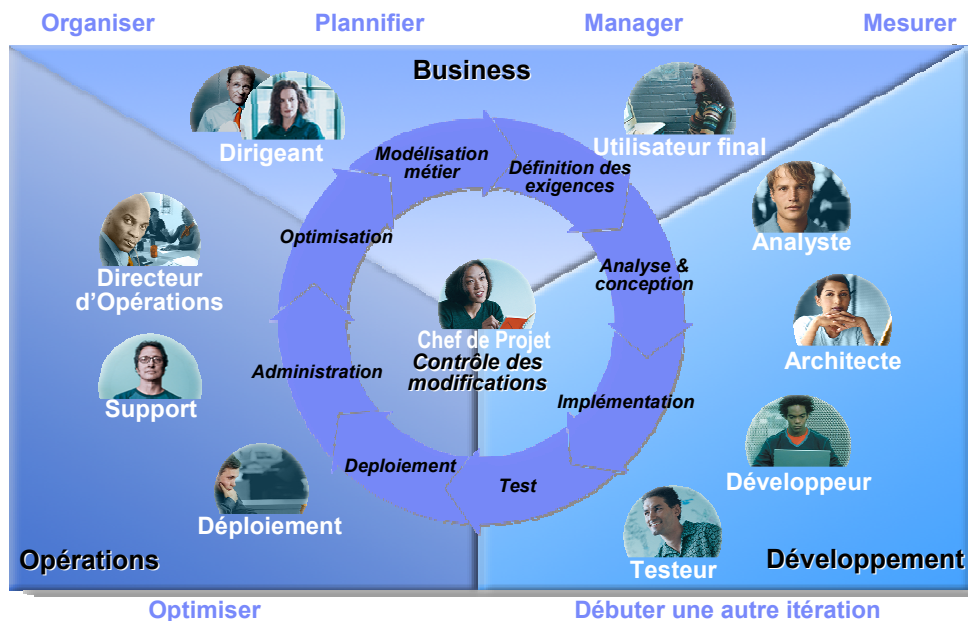 Organiser
Plannifier
Manager
Mesurer
Business
Dirigeant
Utilisateur final
Modélisation
métier
Définition des
exigences
Analyste
Optimisation
Directeur
d'Opérations
Analyse &
conception
Chef de Projet
Contrôle des
modifications
Architecte
Administration
Support
Implémentation
Développeur
Deploiement
Test
Déploiement
Testeur
Opérations
Développement
Optimiser
Débuter une autre itération